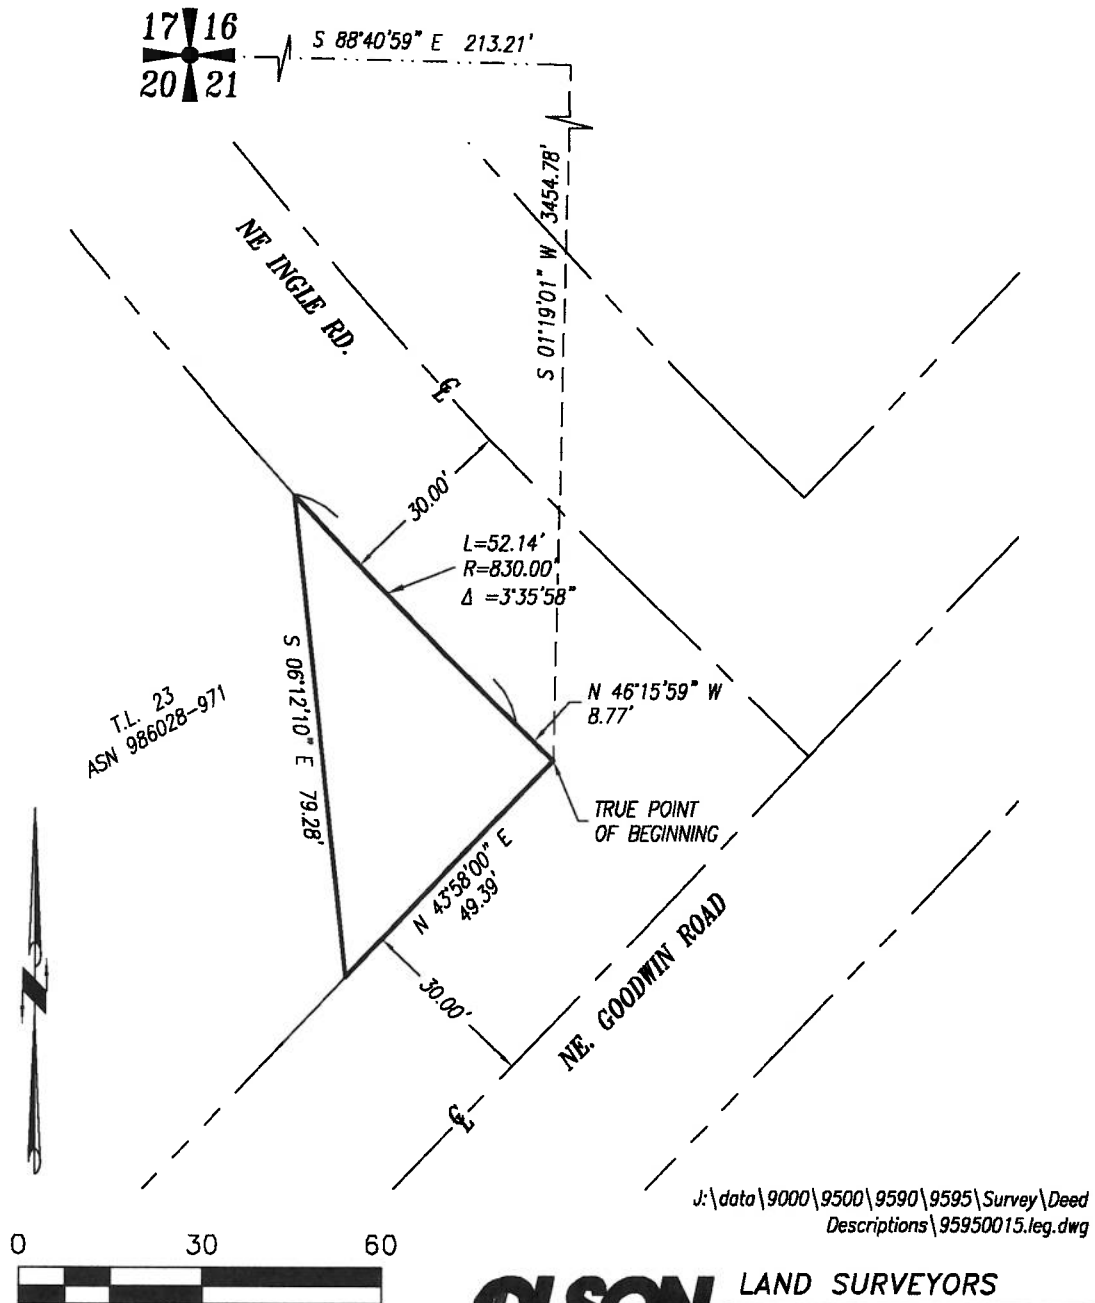 17 16
20 21
S 88°40'59" E 213.21'
S 01°19'01" W 3454.78'
NE INGLE RD.
CL
30.00'
L=52.14'
R=830.00'
Δ =3°35'58"
S 06°12'10" E 79.28'
T.L. 23
ASN 986028-971
N 46°15'59" W
8.77'
TRUE POINT
OF BEGINNING
N 43°58'00" E
49.39'
30.00'
NE. GOODWIN ROAD
CL
J:\data\9000\9500\9590\9595\Survey\Deed
Descriptions\95950015.leg.dwg
0 30 60
OLSON
LAND SURVEYORS